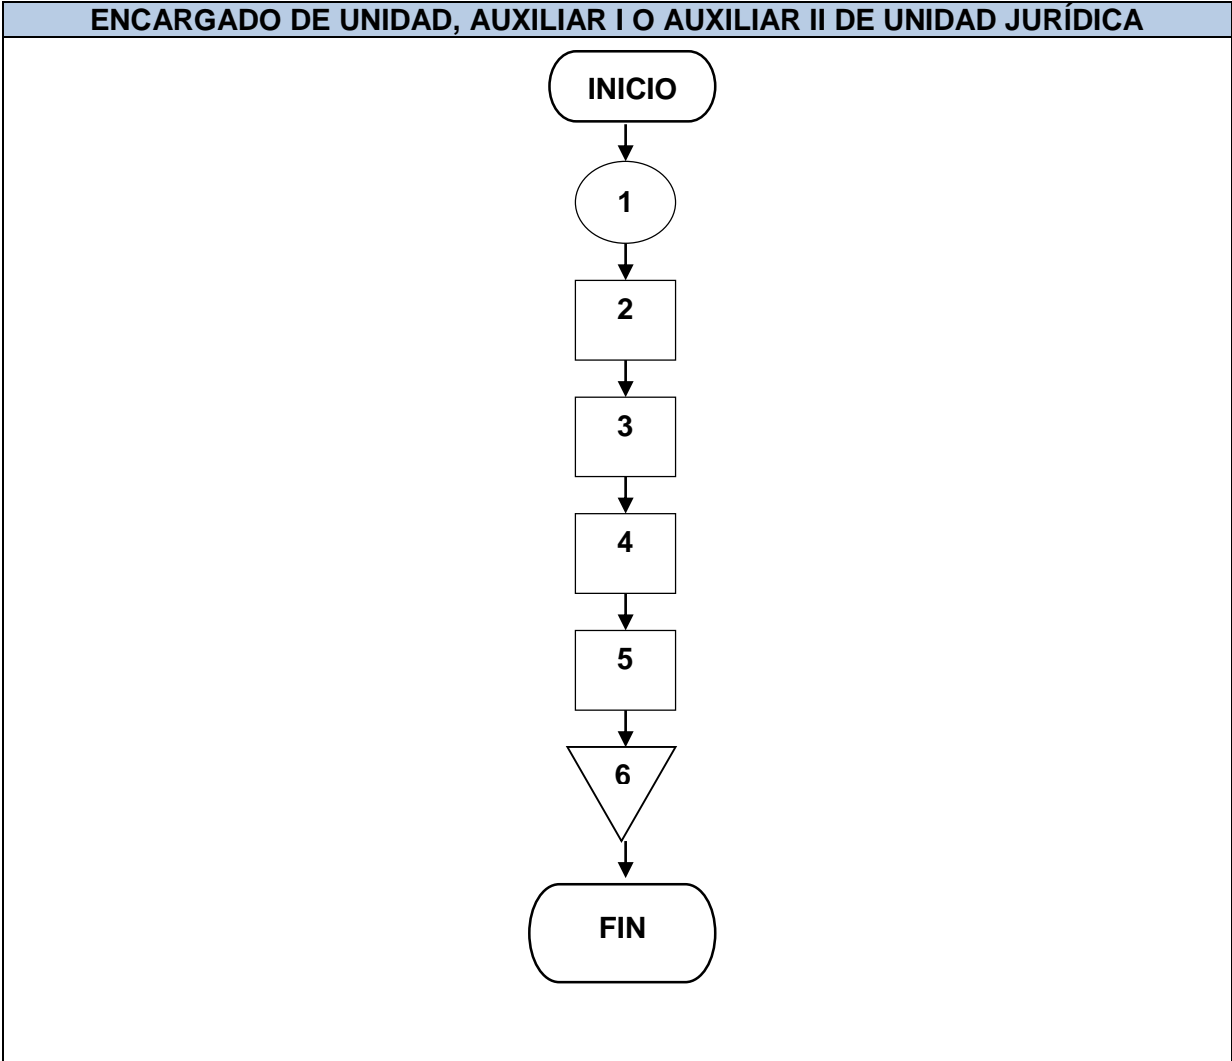 ENCARGADO DE UNIDAD, AUXILIAR I O AUXILIAR II DE UNIDAD JURÍDICA
INICIO
1
2
3
4
5
6
FIN